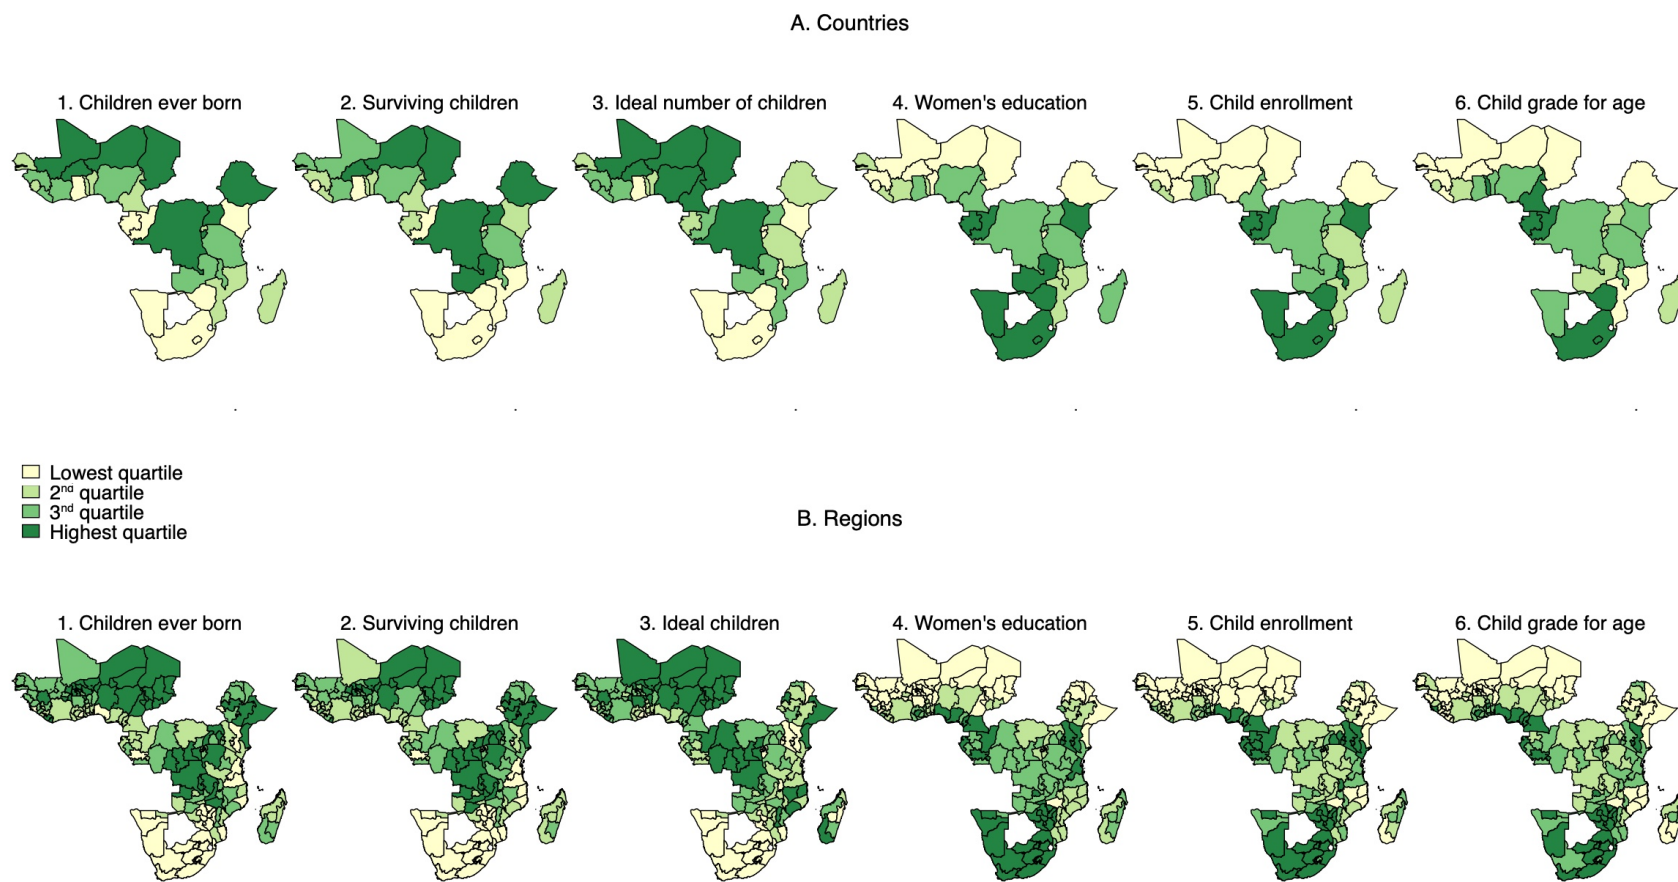 A. Countries
1. Children ever born
2. Surviving children
3. Ideal number of children
4. Women's education
5. Child enrollment
6. Child grade for age
Lowest quartile
2nd quartile
3nd quartile
Highest quartile
B. Regions
1. Children ever born
2. Surviving children
3. Ideal children
4. Women's education
5. Child enrollment
6. Child grade for age